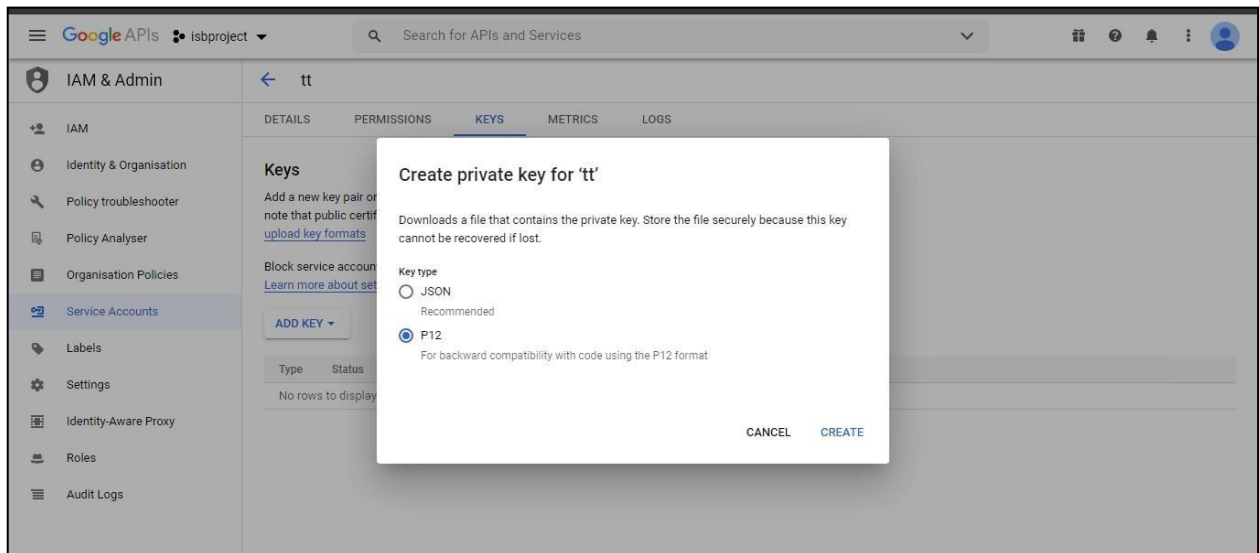 Google APIs
isbproject
Search for APIs and Services
IAM & Admin
tt
IAM
Identity & Organisation
Policy troubleshooter
Policy Analyser
Organisation Policies
Service Accounts
Labels
Settings
Identity-Aware Proxy
Roles
Audit Logs
DETAILS PERMISSIONS KEYS METRICS LOGS
Keys
Add a new key pair or
note that public certif
upload key formats
Block service accoun
Learn more about set
ADD KEY
Type Status
No rows to display
Create private key for 'tt'
Downloads a file that contains the private key. Store the file securely because this key
cannot be recovered if lost.
Key type
JSON
Recommended
P12
For backward compatibility with code using the P12 format
CANCEL CREATE